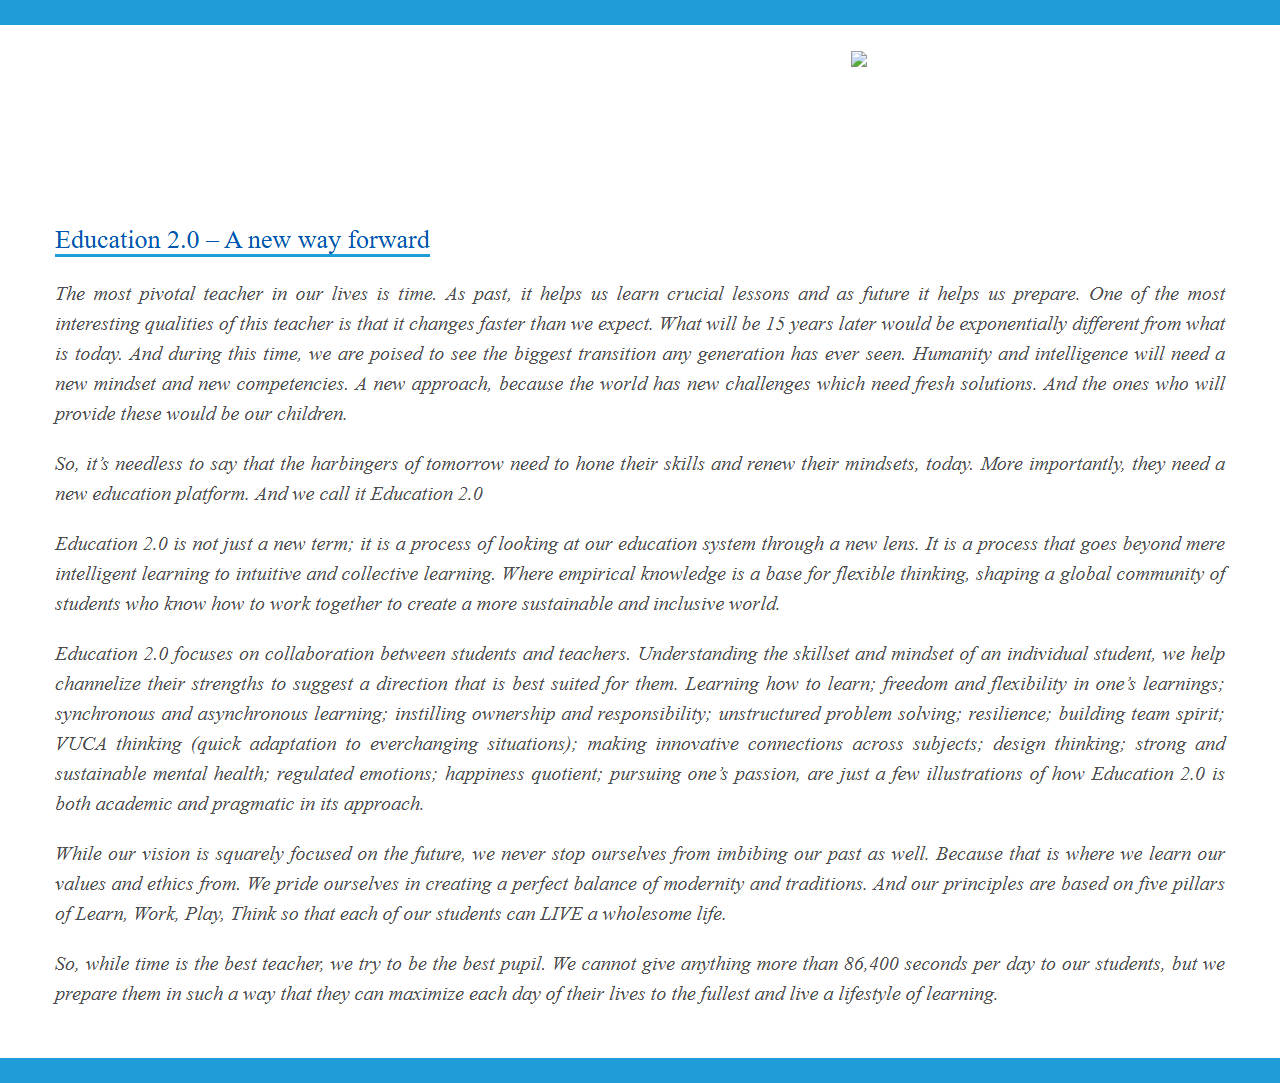 Education 2.0 – A new way forward
The most pivotal teacher in our lives is time. As past, it helps us learn crucial lessons and as future it helps us prepare. One of the most
interesting qualities of this teacher is that it changes faster than we expect. What will be 15 years later would be exponentially different from what
is today. And during this time, we are poised to see the biggest transition any generation has ever seen. Humanity and intelligence will need a
new mindset and new competencies. A new approach, because the world has new challenges which need fresh solutions. And the ones who will
provide these would be our children.
So, it’s needless to say that the harbingers of tomorrow need to hone their skills and renew their mindsets, today. More importantly, they need a
new education platform. And we call it Education 2.0
Education 2.0 is not just a new term; it is a process of looking at our education system through a new lens. It is a process that goes beyond mere
intelligent learning to intuitive and collective learning. Where empirical knowledge is a base for flexible thinking, shaping a global community of
students who know how to work together to create a more sustainable and inclusive world.
Education 2.0 focuses on collaboration between students and teachers. Understanding the skillset and mindset of an individual student, we help
channelize their strengths to suggest a direction that is best suited for them. Learning how to learn; freedom and flexibility in one’s learnings;
synchronous and asynchronous learning; instilling ownership and responsibility; unstructured problem solving; resilience; building team spirit;
VUCA thinking (quick adaptation to everchanging situations); making innovative connections across subjects; design thinking; strong and
sustainable mental health; regulated emotions; happiness quotient; pursuing one’s passion, are just a few illustrations of how Education 2.0 is
both academic and pragmatic in its approach.
While our vision is squarely focused on the future, we never stop ourselves from imbibing our past as well. Because that is where we learn our
values and ethics from. We pride ourselves in creating a perfect balance of modernity and traditions. And our principles are based on five pillars
of Learn, Work, Play, Think so that each of our students can LIVE a wholesome life.
So, while time is the best teacher, we try to be the best pupil. We cannot give anything more than 86,400 seconds per day to our students, but we
prepare them in such a way that they can maximize each day of their lives to the fullest and live a lifestyle of learning.